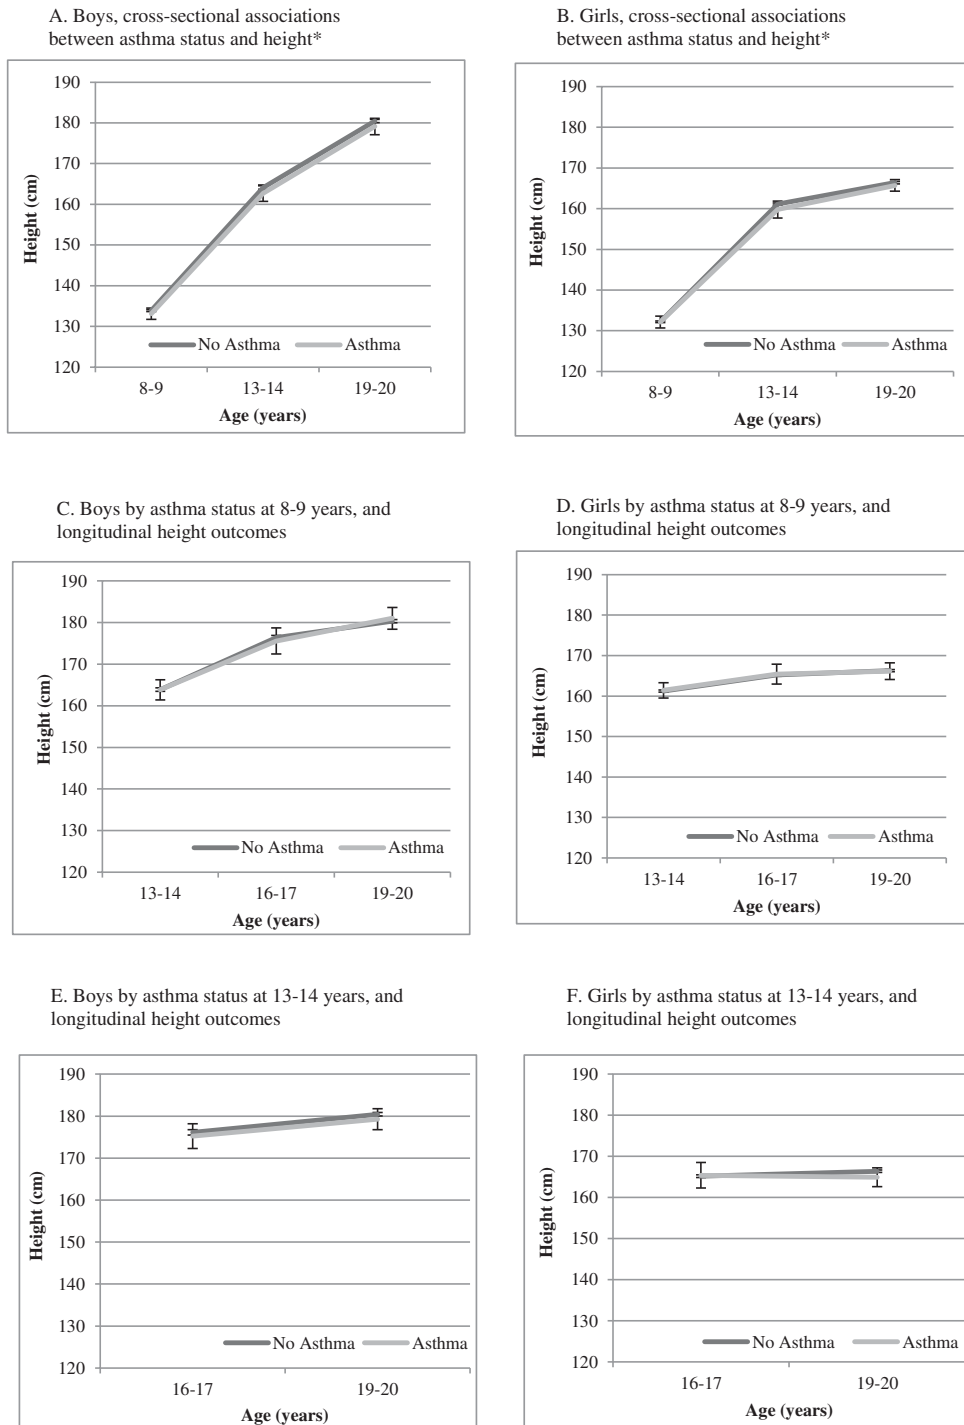 A. Boys, cross-sectional associations
between asthma status and height*
190
180
170
160
150
140
130
120
Height (cm)
No Asthma
Asthma
8-9
13-14
19-20
Age (years)
B. Girls, cross-sectional associations
between asthma status and height*
190
180
170
160
150
140
130
120
Height (cm)
No Asthma
Asthma
8-9
13-14
19-20
Age (years)
C. Boys by asthma status at 8-9 years, and
longitudinal height outcomes
190
180
170
160
150
140
130
120
Height (cm)
No Asthma
Asthma
13-14
16-17
19-20
Age (years)
D. Girls by asthma status at 8-9 years, and
longitudinal height outcomes
190
180
170
160
150
140
130
120
Height (cm)
No Asthma
Asthma
13-14
16-17
19-20
Age (years)
E. Boys by asthma status at 13-14 years, and
longitudinal height outcomes
190
180
170
160
150
140
130
120
Height (cm)
No Asthma
Asthma
16-17
19-20
Age (years)
F. Girls by asthma status at 13-14 years, and
longitudinal height outcomes
190
180
170
160
150
140
130
120
Height (cm)
No Asthma
Asthma
16-17
19-20
Age (years)